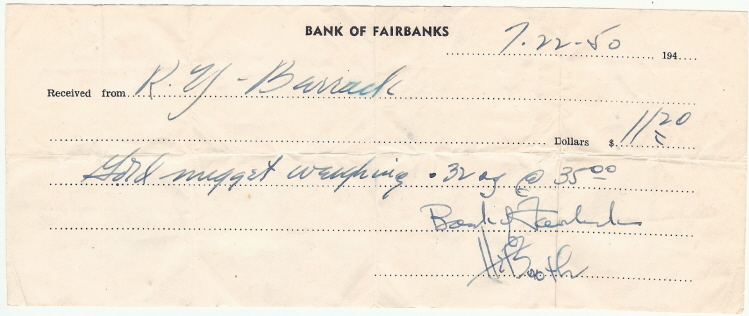 BANK OF FAIRBANKS
7-22-50 194
Received from R. Y - Barrack
Dollars $ 11 20
Gold nugget weighing .32 oz @ 35 00
Bank of Fairbanks
Booth